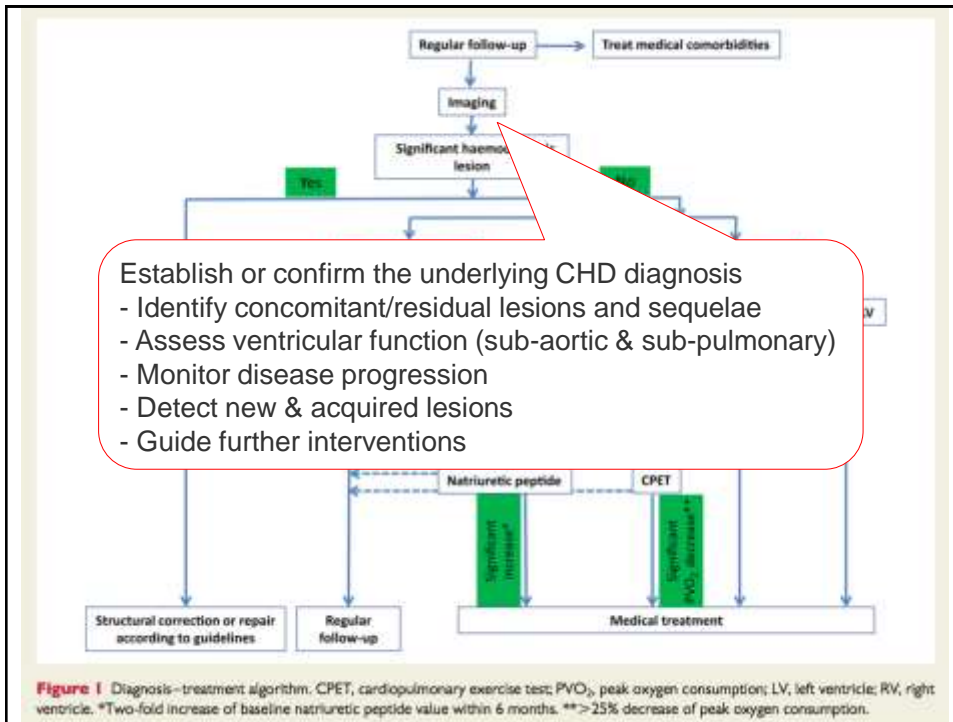 Regular follow-up
Treat medical comorbidities
Imaging
Significant
lesion
Yes
No
Establish or confirm the underlying CHD diagnosis
- Identify concomitant/residual lesions and sequelae
- Assess ventricular function (sub-aortic & sub-pulmonary)
- Monitor disease progression
- Detect new & acquired lesions
- Guide further interventions
Natriuretic peptide
CPET
Significant
increase*
Significant
PVO₂ decrease**
Structural correction or repair
according to guidelines
Regular
follow-up
Medical treatment
Figure 1 Diagnosis–treatment algorithm. CPET, cardiopulmonary exercise test; PVO₂, peak oxygen consumption; LV, left ventricle; RV, right
ventricle. *Two-fold increase of baseline natriuretic peptide value within 6 months. **>25% decrease of peak oxygen consumption.